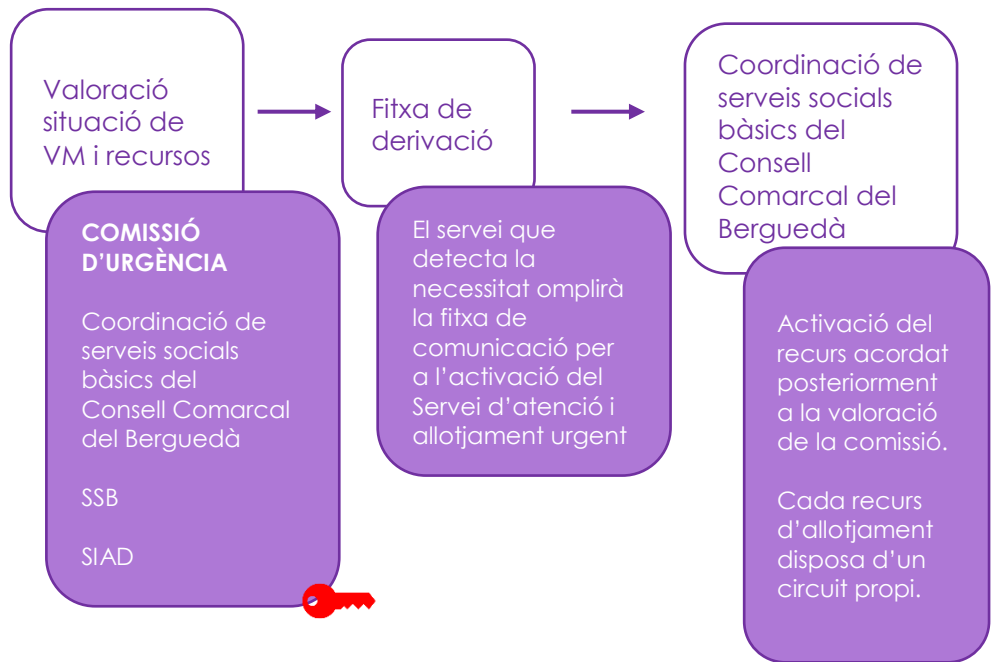 Valoració
situació de
VM i recursos
COMISSIÓ
D’URGÈNCIA
Coordinació de
serveis socials
bàsics del
Consell Comarcal
del Berguedà
SSB
SIAD
Fitxa de
derivació
El servei que
detecta la
necessitat omplirà
la fitxa de
comunicació per
a l’activació del
Servei d’atenció i
allotjament urgent
Coordinació de
serveis socials
bàsics del
Consell
Comarcal del
Berguedà
Activació del
recurs acordat
posteriorment
a la valoració
de la comissió.
Cada recurs
d’allotjament
disposa d’un
circuit propi.